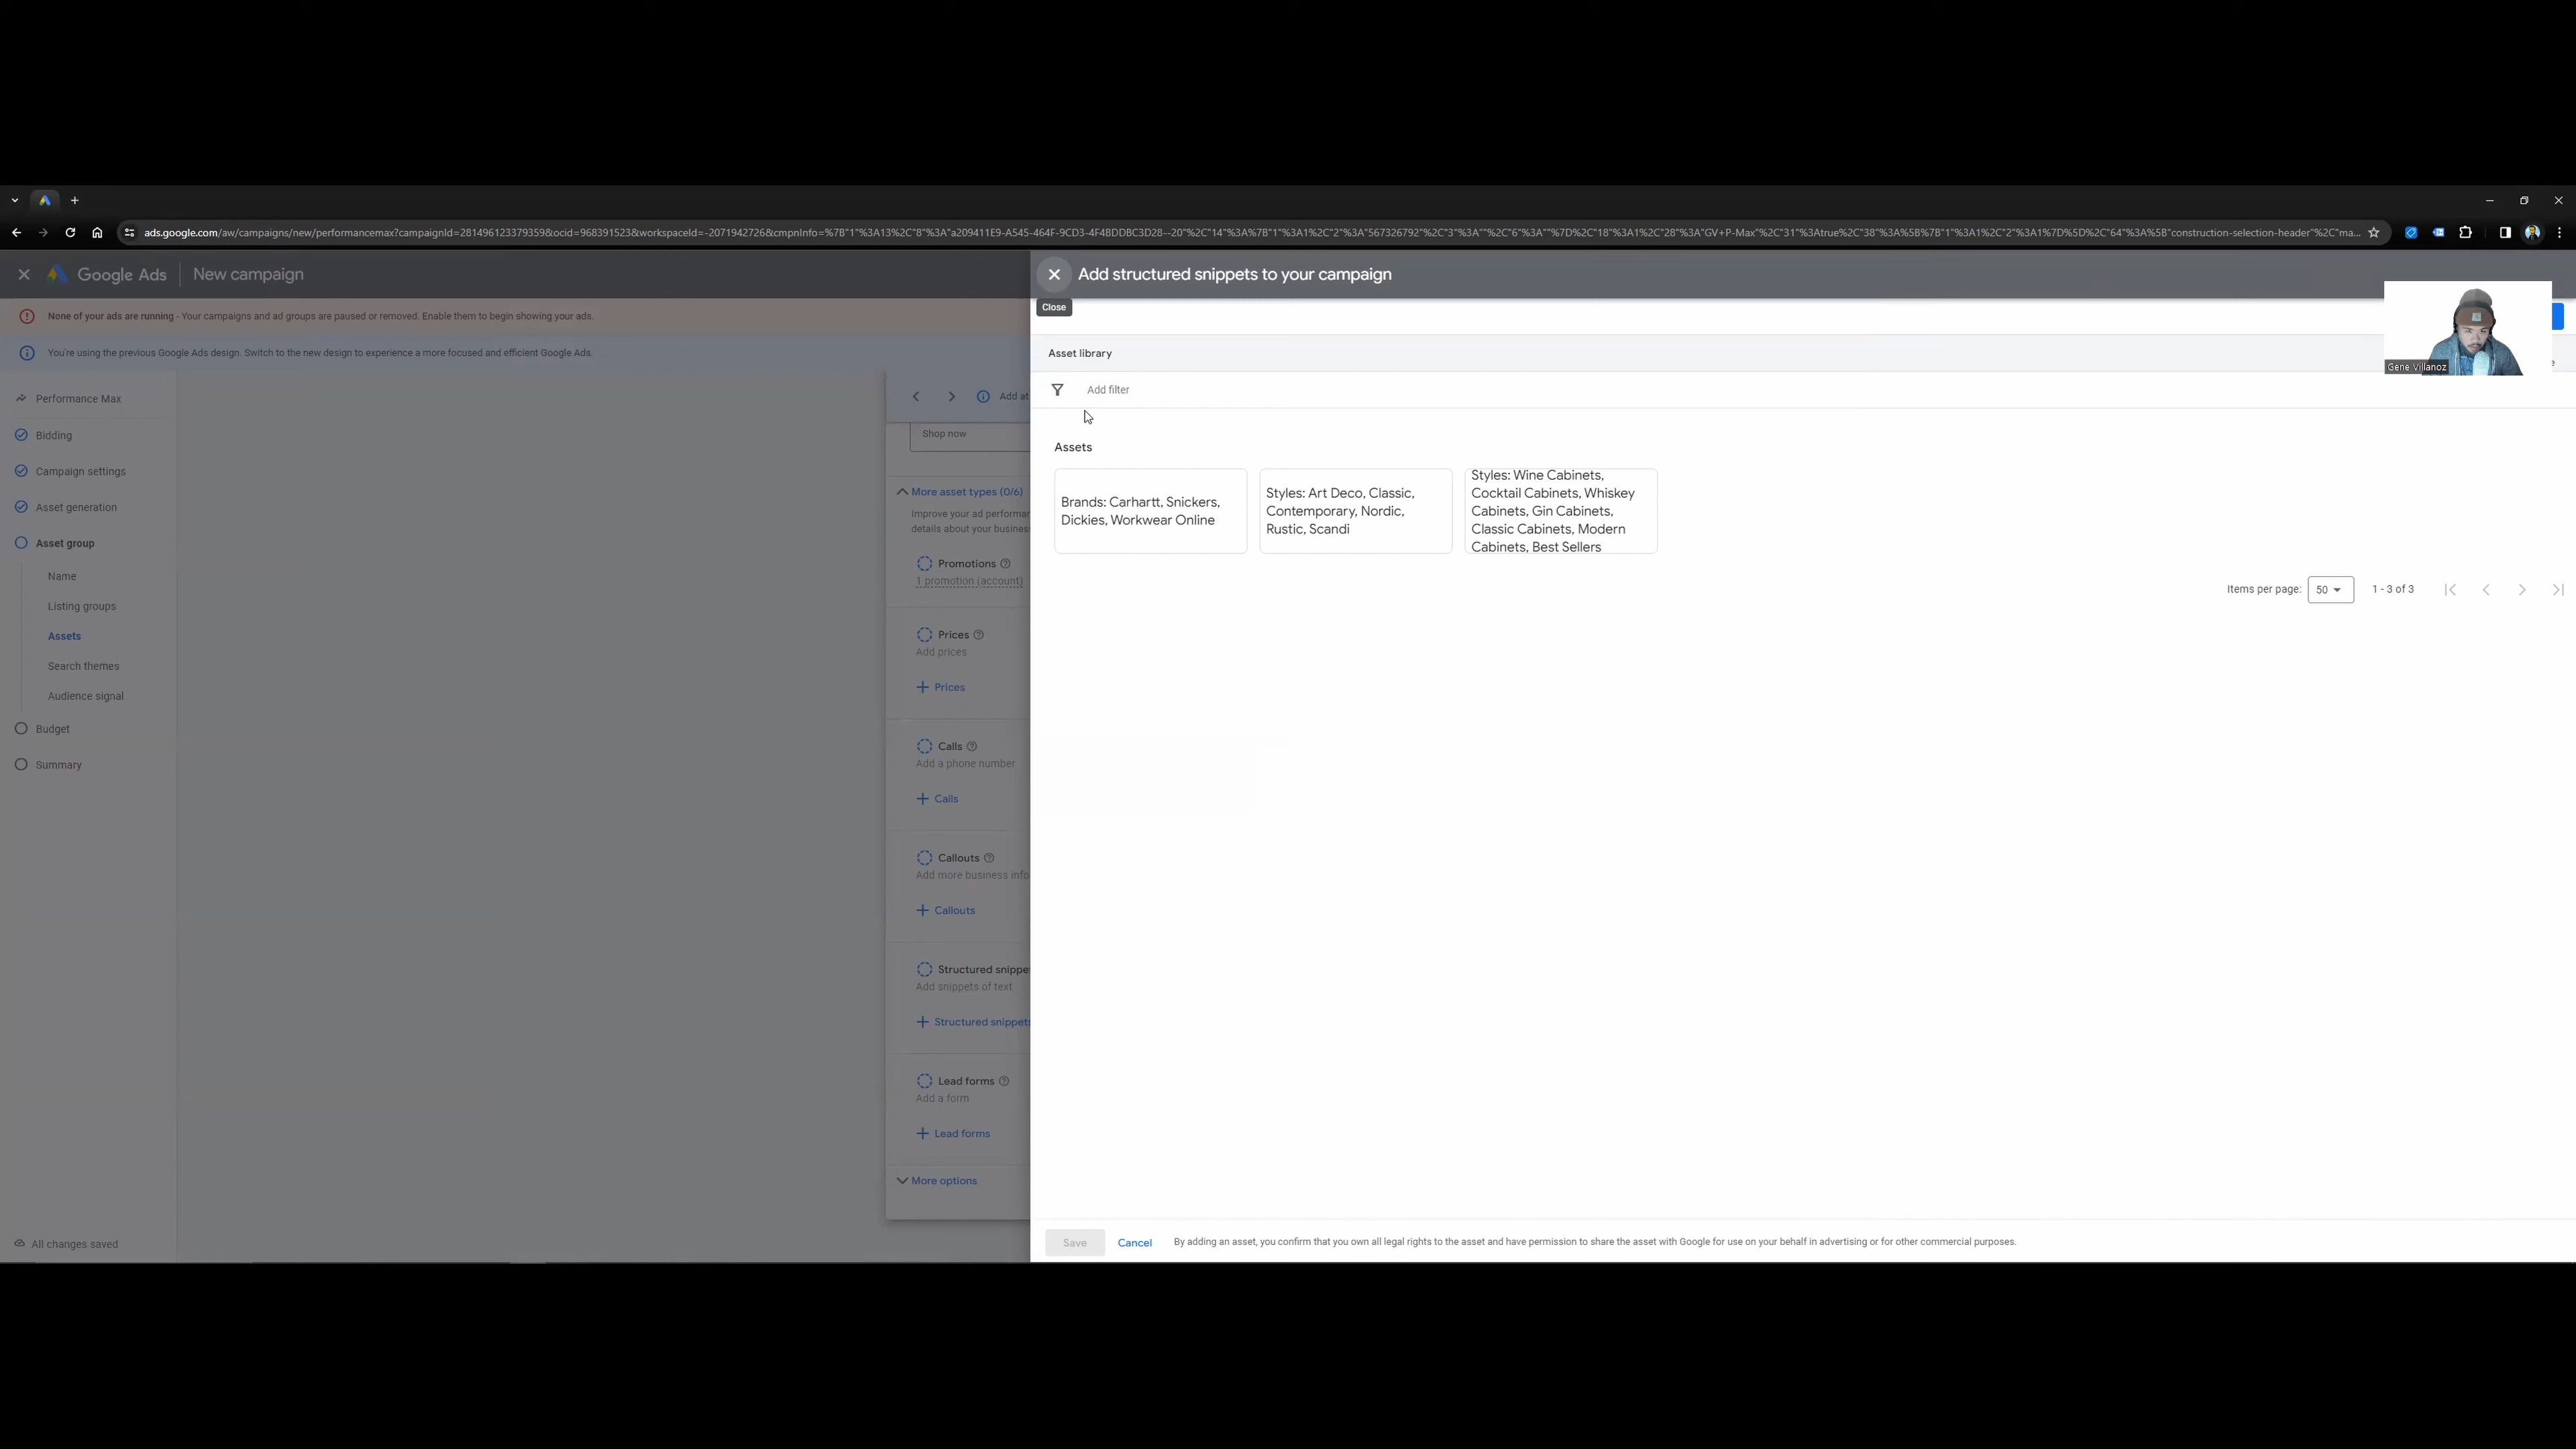 ads.google.com/aw/campaigns/new/performancemax?campaignId=281496123379359&ocid=968391523&workspaceId=-2071942726&cmpnInfo=%7B"1"%3A13%2C"8"%3A"a209411E9-A545-464F-9CD3-4F4BDDBC3D28--20"%2C"14"%3A%7B"1"%3A1%2C"2"%3A"567326792"%2C"3"%3A""%2C"6"%3A""%7D%2C"18"%3A1%2C"28"%3A"GV+P-Max"%2C"31"%3Atrue%2C"38"%3A%5B%7B"1"%3A1%2C"2"%3A1%7D%5D%2C"64"%3A%5B"construction-selection-header"%2C"ma...
Google Ads
New campaign
Add structured snippets to your campaign
Close
None of your ads are running - Your campaigns and ad groups are paused or removed. Enable them to begin showing your ads.
You're using the previous Google Ads design. Switch to the new design to experience a more focused and efficient Google Ads.
Gene Villanoz
Performance Max
Bidding
Campaign settings
Asset generation
Asset group
Name
Listing groups
Assets
Search themes
Audience signal
Budget
Summary
All changes saved
Add at
Shop now
More asset types (0/6)
Improve your ad performan
details about your business
Promotions
1 promotion (account)
Prices
Add prices
Prices
Calls
Add a phone number
Calls
Callouts
Add more business info
Callouts
Structured snippe
Add snippets of text
Structured snippets
Lead forms
Add a form
Lead forms
More options
Asset library
Add filter
Assets
Brands: Carhartt, Snickers,
Dickies, Workwear Online
Styles: Art Deco, Classic,
Contemporary, Nordic,
Rustic, Scandi
Styles: Wine Cabinets,
Cocktail Cabinets, Whiskey
Cabinets, Gin Cabinets,
Classic Cabinets, Modern
Cabinets, Best Sellers
Items per page: 50 1 - 3 of 3
Save
Cancel
By adding an asset, you confirm that you own all legal rights to the asset and have permission to share the asset with Google for use on your behalf in advertising or for other commercial purposes.